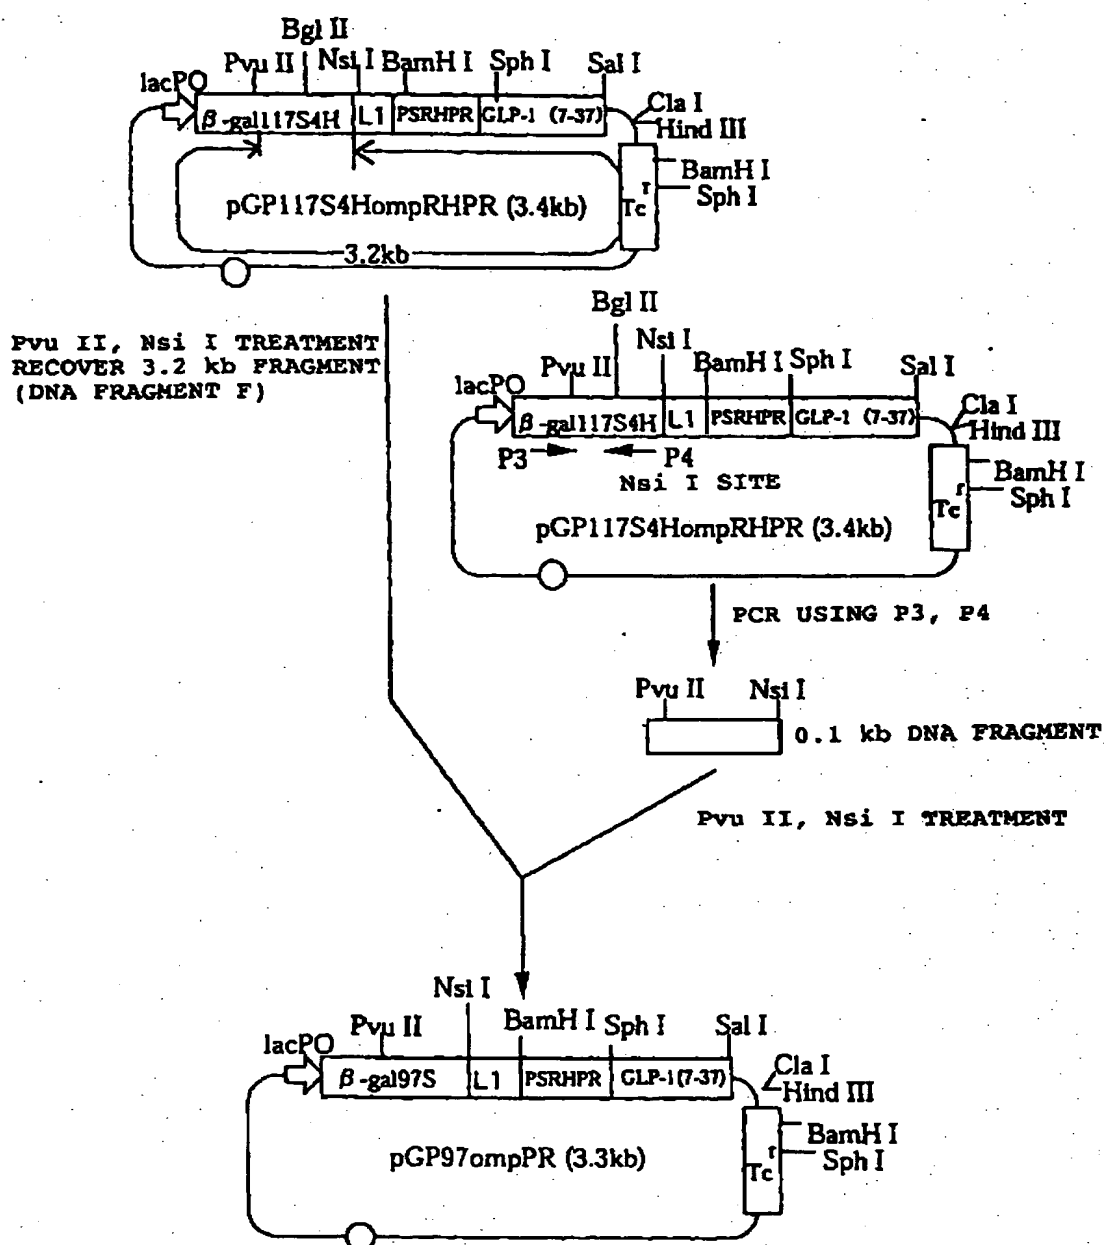 Bgl II
Pvu II Nsi I BamH I Sph I Sal I
lacPO
β-gal117S4H L1 PSRHPR GLP-1 (7-37)
Cla I
Hind III
BamH I
Sph I
Tc r
pGP117S4HompRHPR (3.4kb)
3.2kb
Pvu II, Nsi I TREATMENT
RECOVER 3.2 kb FRAGMENT
(DNA FRAGMENT F)
Bgl II
Nsi I
Pvu II BamH I Sph I Sal I
lacPO
β-gal117S4H L1 PSRHPR GLP-1 (7-37)
Cla I
Hind III
P3 P4
Nsi I SITE
BamH I
Sph I
Tc r
pGP117S4HompRHPR (3.4kb)
PCR USING P3, P4
Pvu II Nsi I
0.1 kb DNA FRAGMENT
Pvu II, Nsi I TREATMENT
Nsi I
Pvu II BamH I Sph I Sal I
lacPO
β-gal97S L1 PSRHPR GLP-1(7-37)
Cla I
Hind III
BamH I
Sph I
Tc r
pGP97ompPR (3.3kb)